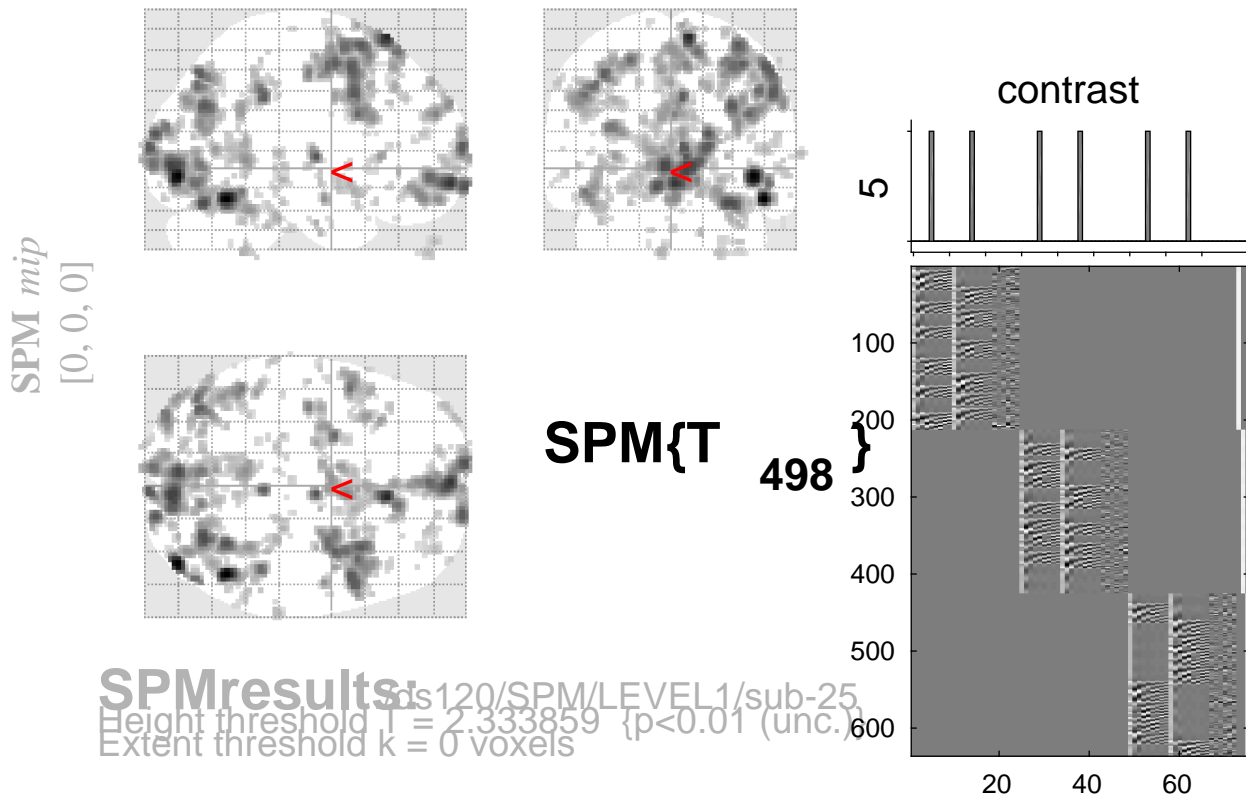 SPM mip
[0, 0, 0]
<
<
<
SPM{T498}
contrast
5
100
200
300
400
500
600
20
40
60
SPMresults: /ds120/SPM/LEVEL1/sub-25
Height threshold T = 2.333859 {p<0.01 (unc.)}
Extent threshold k = 0 voxels